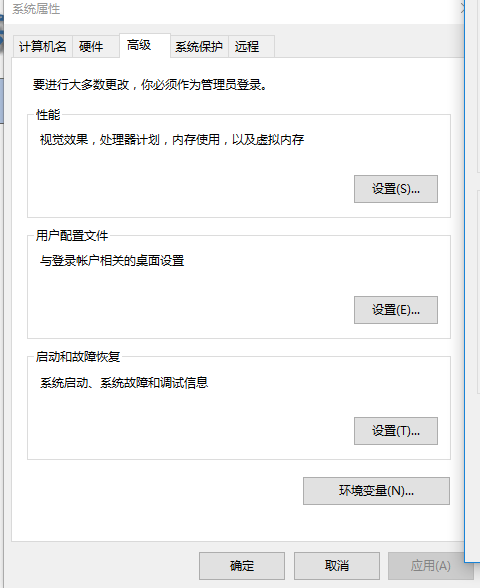 系统属性
计算机名
硬件
高级
系统保护
远程
要进行大多数更改，你必须作为管理员登录。
性能
视觉效果，处理器计划，内存使用，以及虚拟内存
设置(S)...
用户配置文件
与登录帐户相关的桌面设置
设置(E)...
启动和故障恢复
系统启动、系统故障和调试信息
设置(T)...
环境变量(N)...
确定
取消
应用(A)